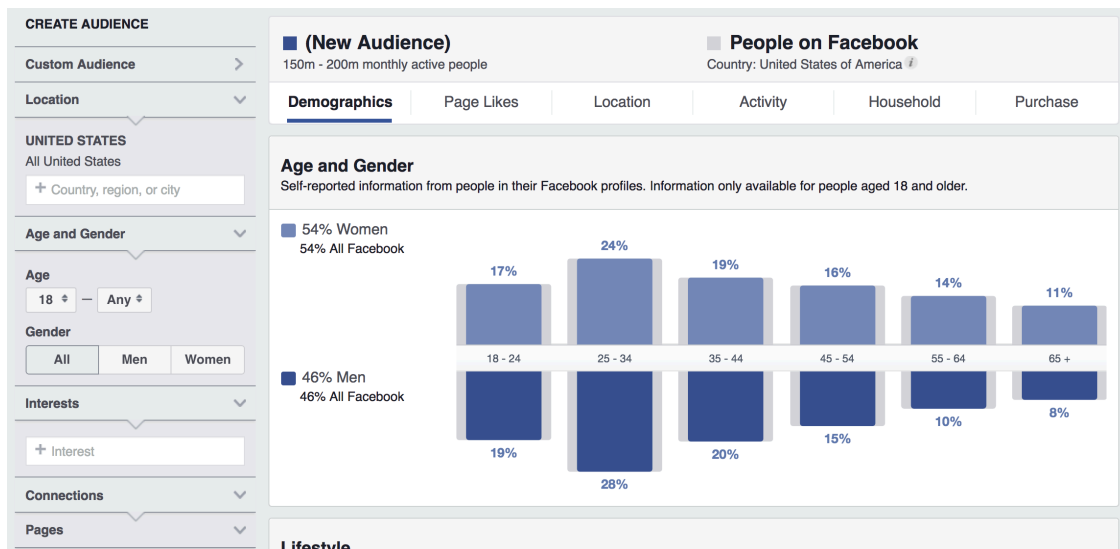 CREATE AUDIENCE
Custom Audience
Location
UNITED STATES
All United States
+ Country, region, or city
Age and Gender
Age
18 — Any
Gender
All Men Women
Interests
+ Interest
Connections
Pages
(New Audience)
150m - 200m monthly active people
People on Facebook
Country: United States of America i
Demographics Page Likes Location Activity Household Purchase
Age and Gender
Self-reported information from people in their Facebook profiles. Information only available for people aged 18 and older.
54% Women
54% All Facebook
17% 24% 19% 16% 14% 11%
18 - 24 25 - 34 35 - 44 45 - 54 55 - 64 65 +
46% Men
46% All Facebook
19% 28% 20% 15% 10% 8%
Lifestyle